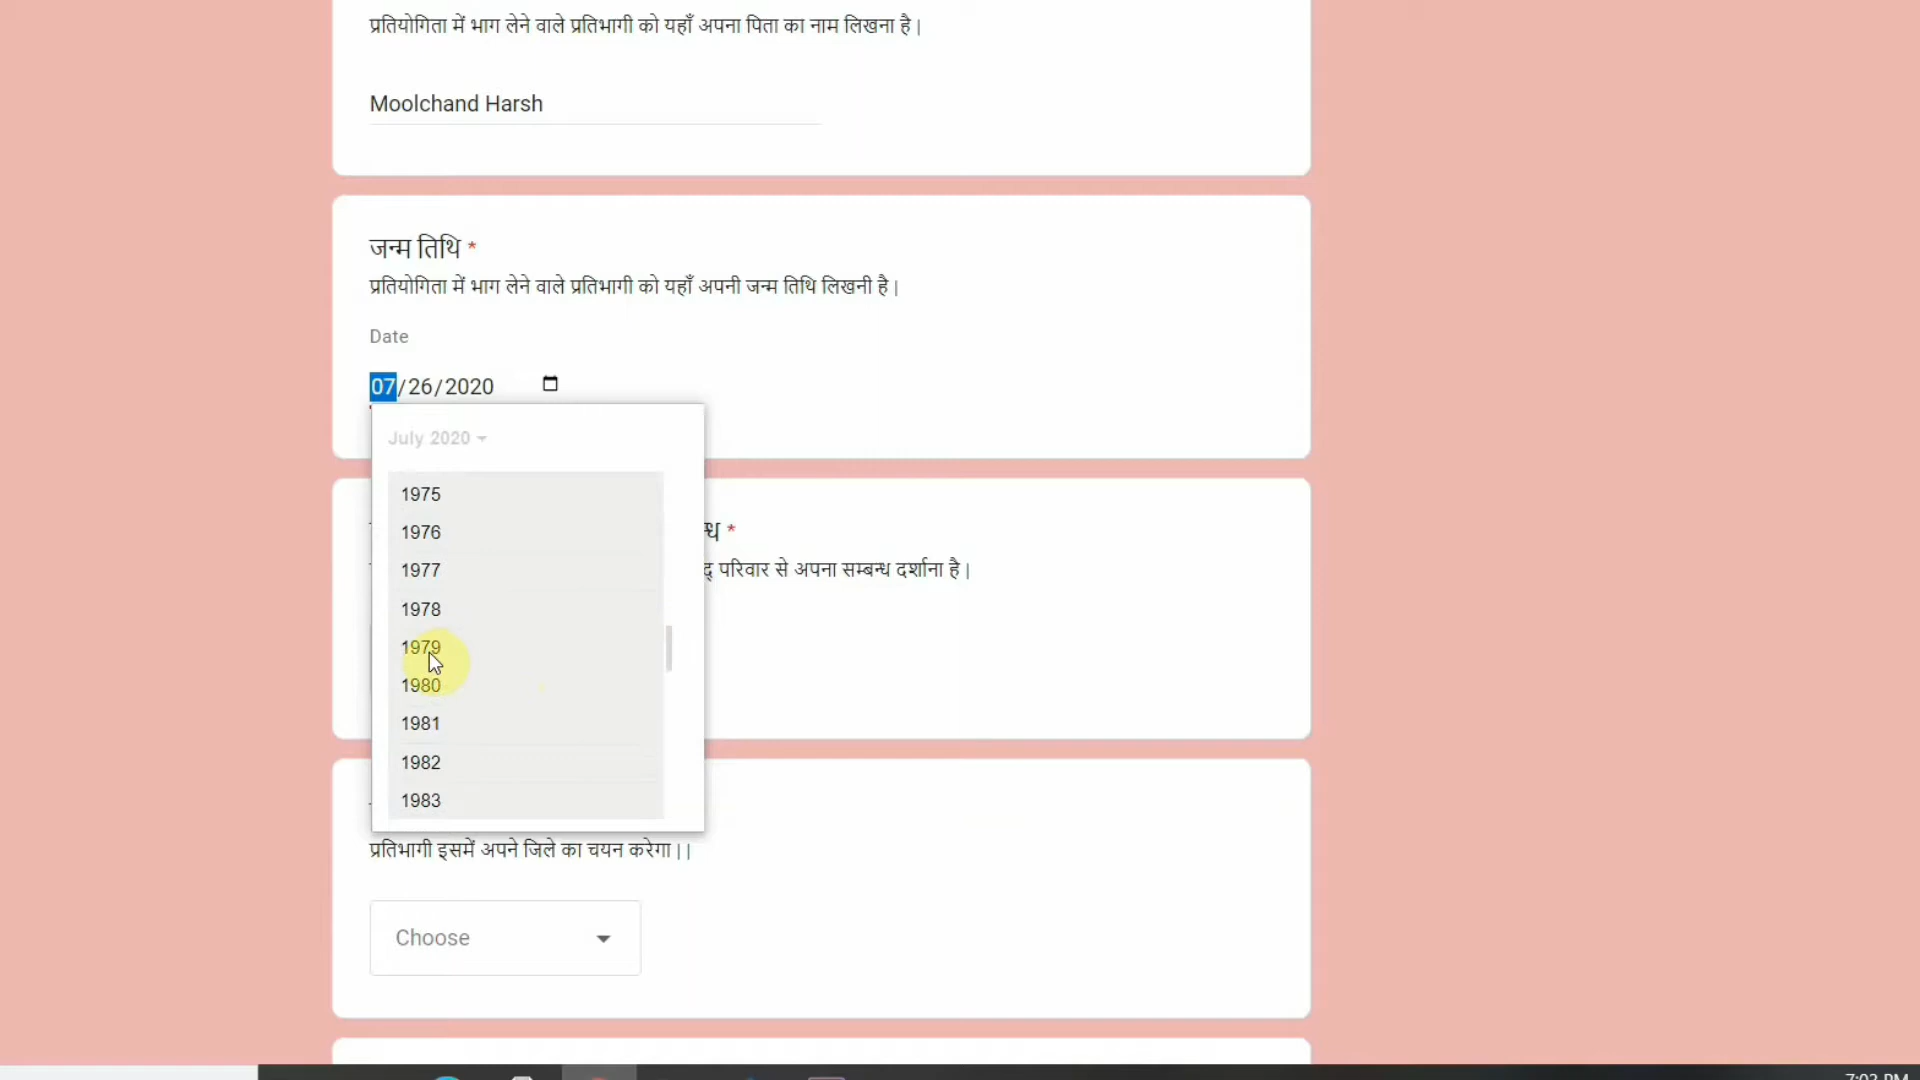 प्रतियोगिता में भाग लेने वाले प्रतिभागी को यहाँ अपना पिता का नाम लिखना है |
Moolchand Harsh
जन्म तिथि *
प्रतियोगिता में भाग लेने वाले प्रतिभागी को यहाँ अपनी जन्म तिथि लिखनी है |
Date
07/26/2020
July 2020
1975
1976
*
1977
परिवार से अपना सम्बन्ध दर्शाना है |
1978
1979
1980
1981
1982
1983
प्रतिभागी इसमें अपने जिले का चयन करेगा ||
Choose